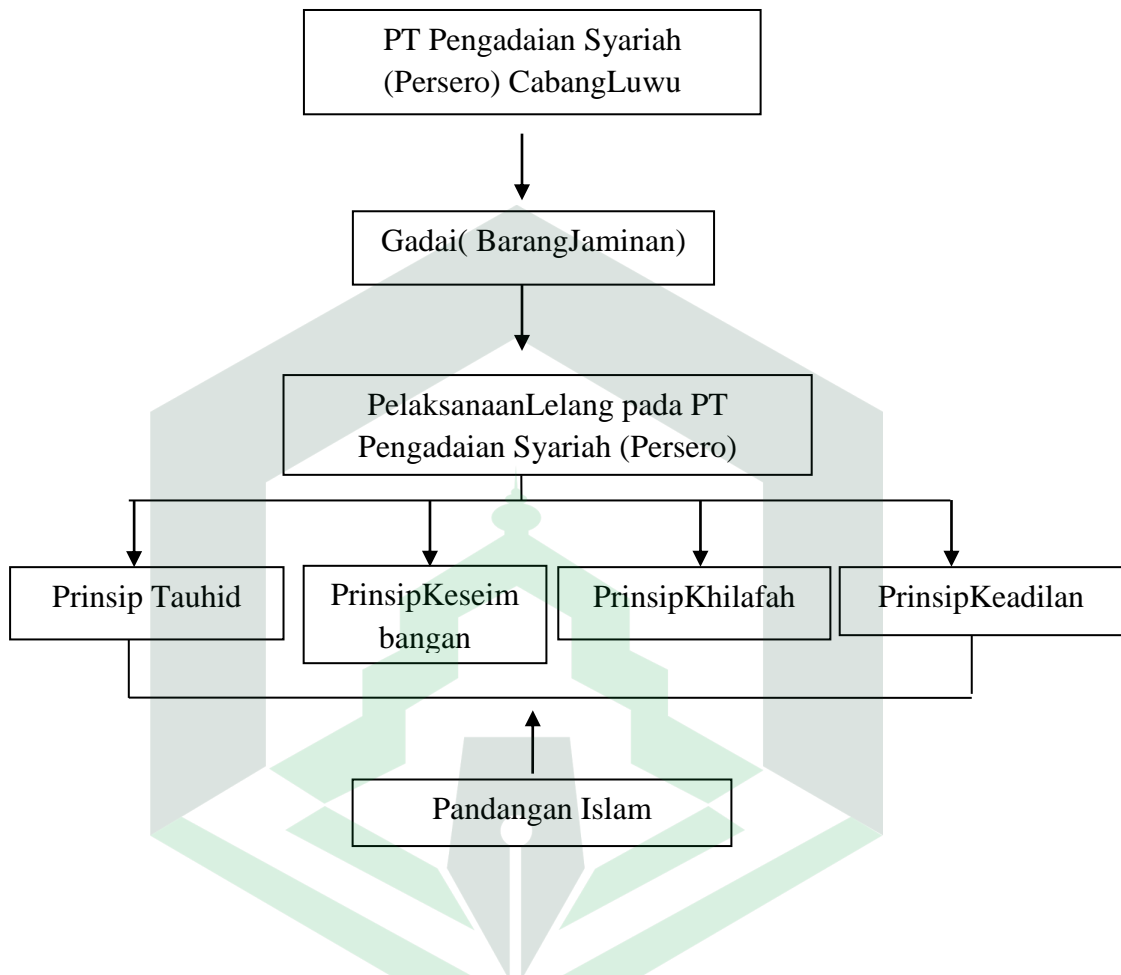 PT Pengadaian Syariah
(Persero) CabangLuwu
Gadai( BarangJaminan)
PelaksanaanLelang pada PT
Pengadaian Syariah (Persero)
Prinsip Tauhid
PrinsipKeseim
bangan
PrinsipKhilafah
PrinsipKeadilan
Pandangan Islam